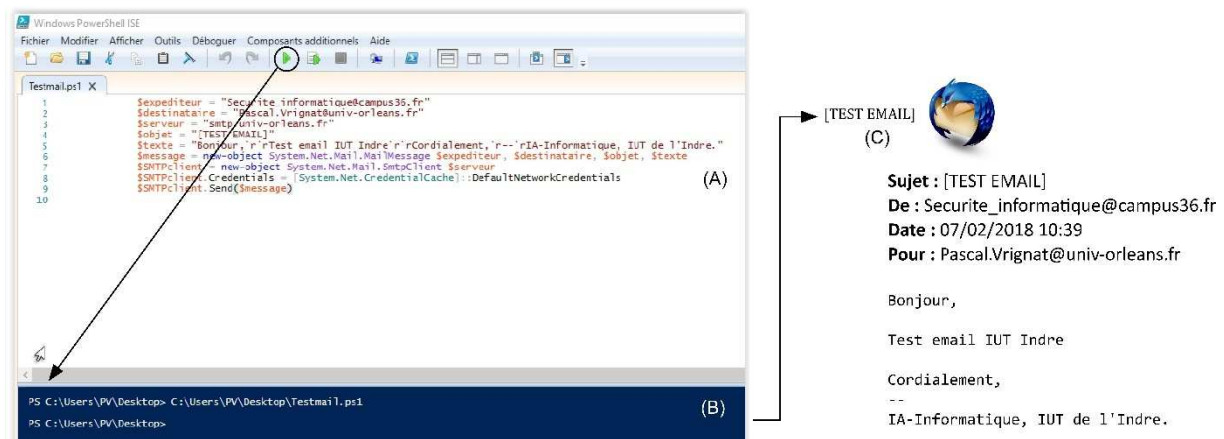 Windows PowerShell ISE
Fichier Modifier Afficher Outils Déboguer Composants additionnels Aide
Testmail.ps1 X
1 $expediteur = "Securite_informatique@campus36.fr"
2 $destinataire = "Pascal.Vrignat@univ-orleans.fr"
3 $serveur = "smtp.univ-orleans.fr"
4 $objet = "[TEST EMAIL]"
5 $texte = "Bonjour,`r`rTest email IUT Indre`r`rCordialement,`r--`rIA-Informatique, IUT de l'Indre."
6 $message = new-object System.Net.Mail.MailMessage $expediteur, $destinataire, $objet, $texte
7 $SMTPclient = new-object System.Net.Mail.SmtpClient $serveur
8 $SMTPclient.Credentials = [System.Net.CredentialCache]::DefaultNetworkCredentials
9 $SMTPclient.Send($message)
10
(A)
PS C:\Users\PV\Desktop> C:\Users\PV\Desktop\Testmail.ps1
PS C:\Users\PV\Desktop>
(B)
[TEST EMAIL]
(C)
Sujet : [TEST EMAIL]
De : Securite_informatique@campus36.fr
Date : 07/02/2018 10:39
Pour : Pascal.Vrignat@univ-orleans.fr
Bonjour,
Test email IUT Indre
Cordialement,
--
IA-Informatique, IUT de l'Indre.